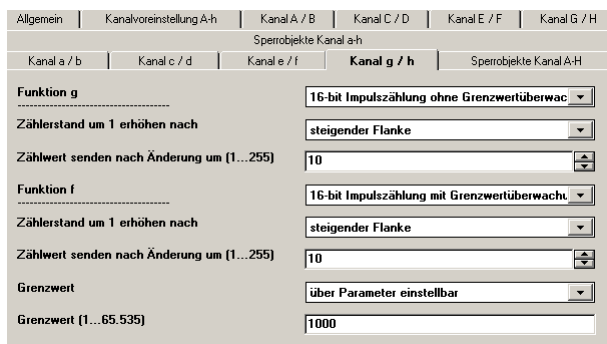 Allgemein Kanalvoreinstellung A-h Kanal A / B Kanal C / D Kanal E / F Kanal G / H
Sperrobjekte Kanal a-h
Kanal a / b Kanal c / d Kanal e / f Kanal g / h Sperrobjekte Kanal A-H
Funktion g 16-bit Impulszählung ohne Grenzwertüberwac
Zählerstand um 1 erhöhen nach steigender Flanke
Zählwert senden nach Änderung um (1...255) 10
Funktion f 16-bit Impulszählung mit Grenzwertüberwachu
Zählerstand um 1 erhöhen nach steigender Flanke
Zählwert senden nach Änderung um (1...255) 10
Grenzwert über Parameter einstellbar
Grenzwert (1...65.535) 1000